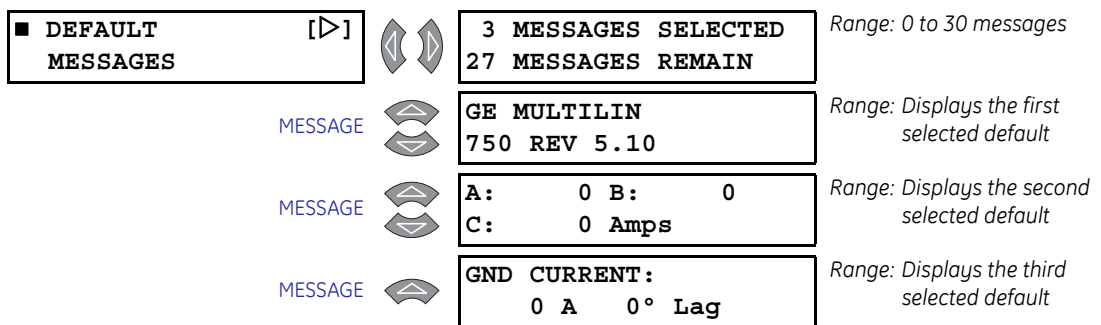 ■ DEFAULT [▷]
MESSAGES
3 MESSAGES SELECTED
27 MESSAGES REMAIN
Range: 0 to 30 messages
MESSAGE
GE MULTILIN
750 REV 5.10
Range: Displays the first
selected default
MESSAGE
A: 0 B: 0
C: 0 Amps
Range: Displays the second
selected default
MESSAGE
GND CURRENT:
0 A 0° Lag
Range: Displays the third
selected default